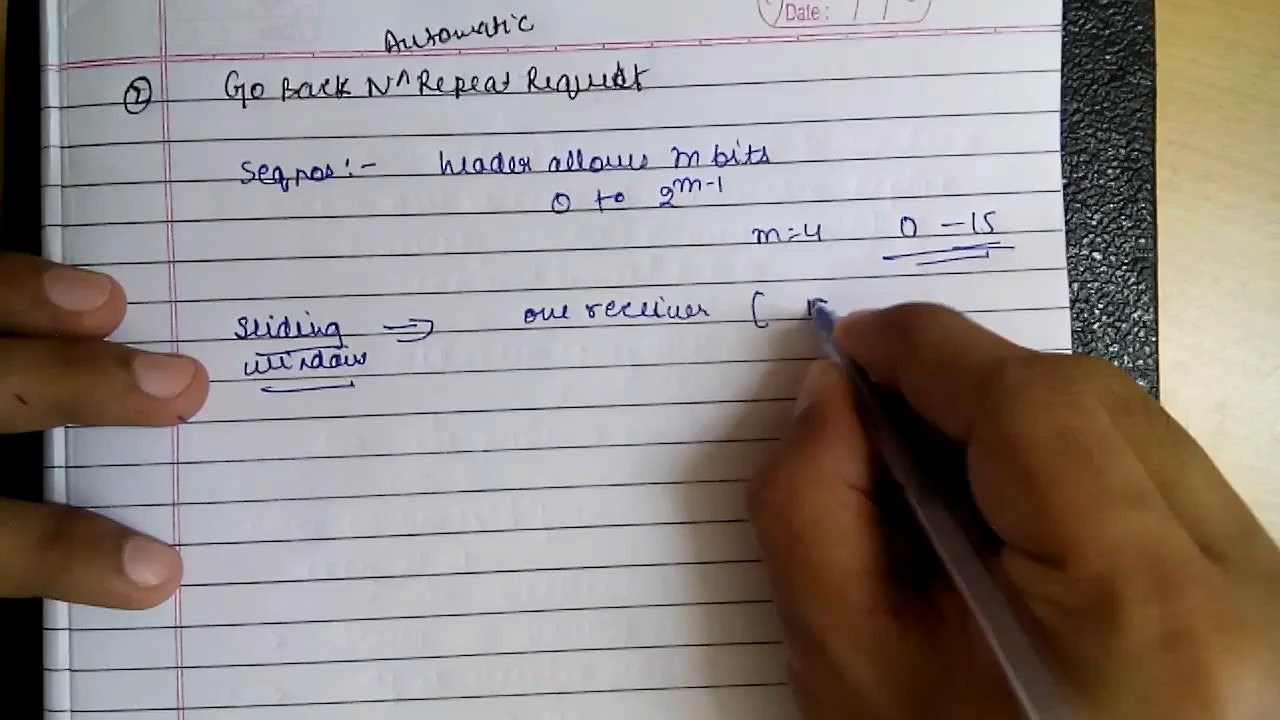 Date :
Automatic
② Go Back N^Repeat Request
Seqnos :- header allows m bits
0 to 2^m-1
m=4 0 - 15
Sliding ⇒ one receiver (
window